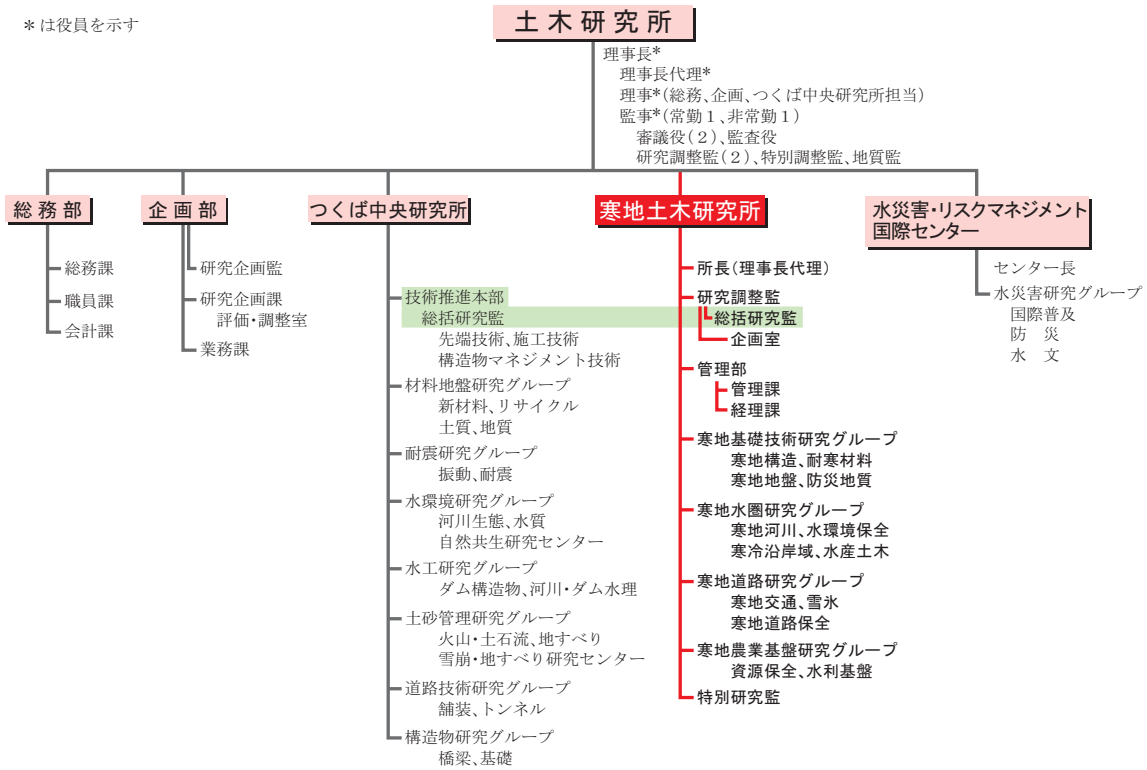 *は役員を示す
土木研究所
理事長*
理事長代理*
理事*(総務、企画、つくば中央研究所担当)
監事*(常勤1、非常勤1)
審議役(2)、監査役
研究調整監(2)、特別調整監、地質監
総務部
総務課
職員課
会計課
企画部
研究企画監
研究企画課
評価・調整室
業務課
つくば中央研究所
技術推進本部
総括研究監
先端技術、施工技術
構造物マネジメント技術
材料地盤研究グループ
新材料、リサイクル
土質、地質
耐震研究グループ
振動、耐震
水環境研究グループ
河川生態、水質
自然共生研究センター
水工研究グループ
ダム構造物、河川・ダム水理
土砂管理研究グループ
火山・土石流、地すべり
雪崩・地すべり研究センター
道路技術研究グループ
舗装、トンネル
構造物研究グループ
橋梁、基礎
寒地土木研究所
所長(理事長代理)
研究調整監
総括研究監
企画室
管理部
管理課
経理課
寒地基礎技術研究グループ
寒地構造、耐寒材料
寒地地盤、防災地質
寒地水圏研究グループ
寒地河川、水環境保全
寒冷沿岸域、水産土木
寒地道路研究グループ
寒地交通、雪氷
寒地道路保全
寒地農業基盤研究グループ
資源保全、水利基盤
特別研究監
水災害・リスクマネジメント
国際センター
センター長
水災害研究グループ
国際普及
防 災
水 文